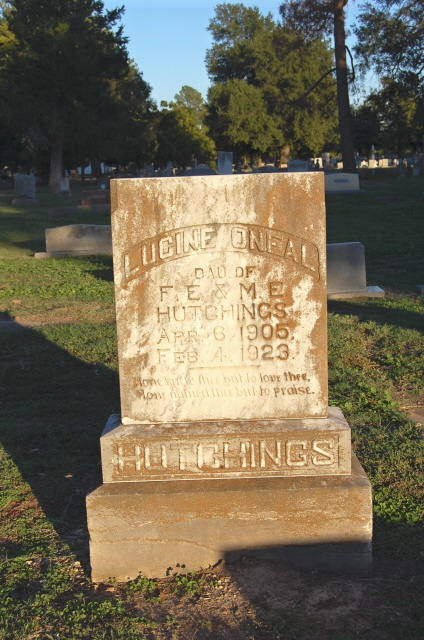 LUCINE ONEAL
DAU OF
F. E. & M. E.
HUTCHINGS
APR. 6, 1905.
FEB. 4, 1923.
None knew thee but to love thee,
None named thee but to praise.
HUTCHINGS